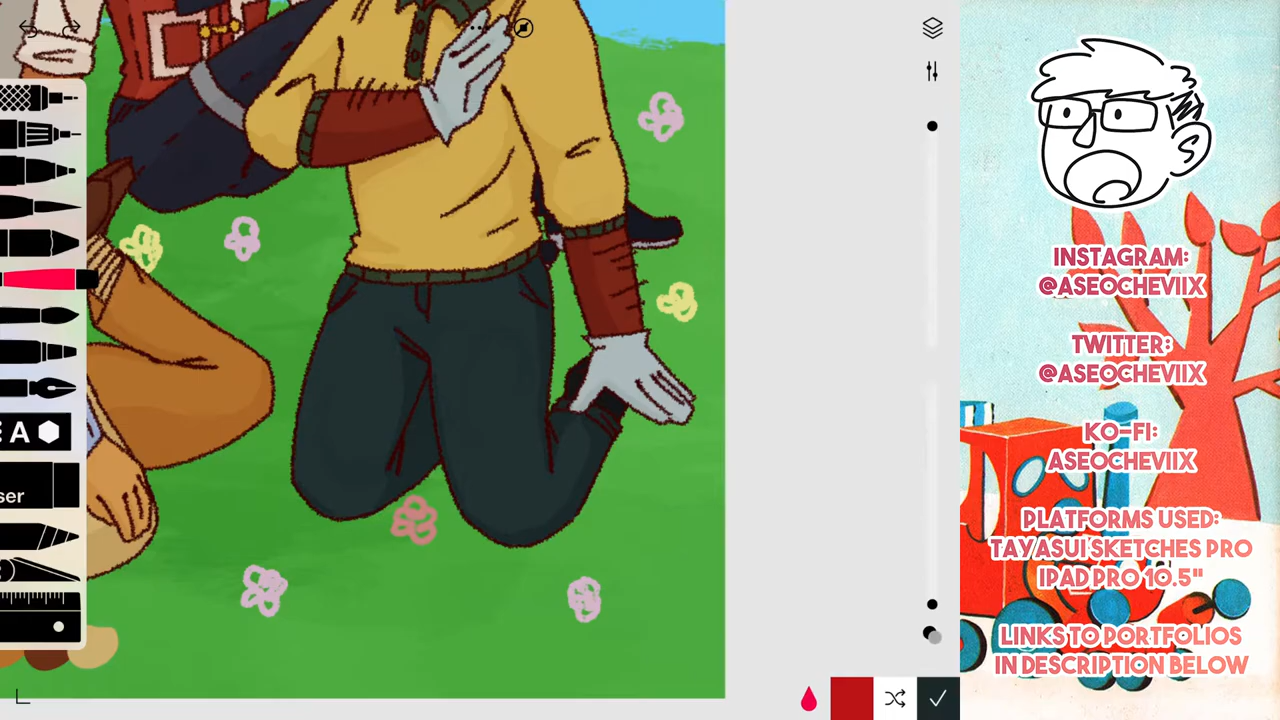 A
ser
INSTAGRAM:
@ASEOCHEVIIX
TWITTER:
@ASEOCHEVIIX
KO-FI:
ASEOCHEVIIX
PLATFORMS USED:
TAYASUI SKETCHES PRO
IPAD PRO 10.5"
LINKS TO PORTFOLIOS
IN DESCRIPTION BELOW